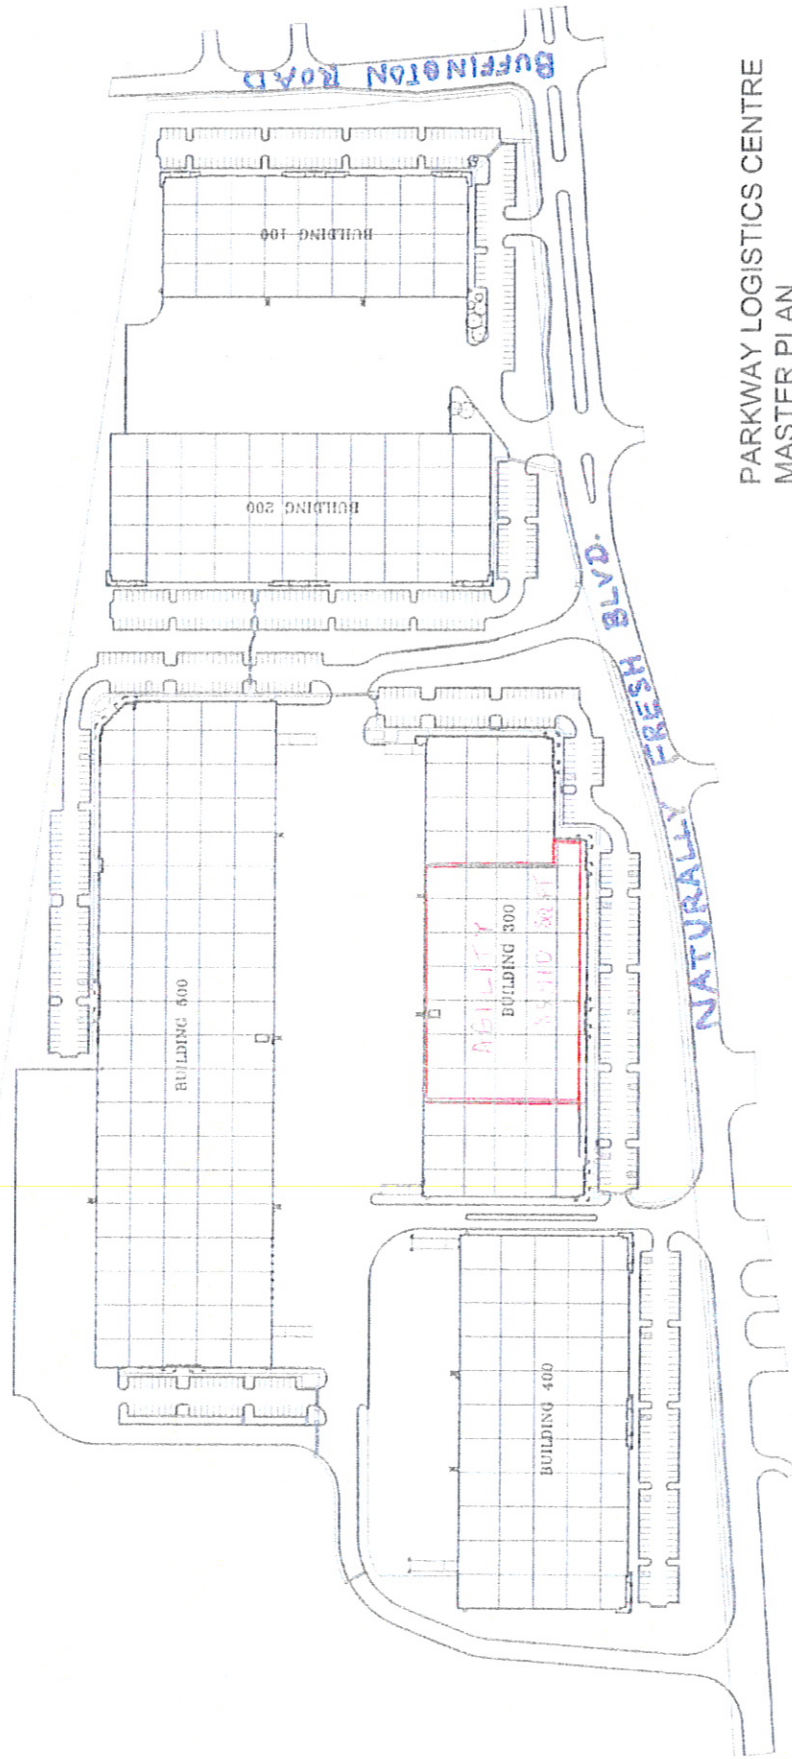 BUFFINGTON ROAD
BUILDING 100
BUILDING 200
NATURALLY FRESH BLVD.
BUILDING 500
AGILITY
BUILDING 300
BUILDING 400
PARKWAY LOGISTICS CENTRE
MASTER PLAN